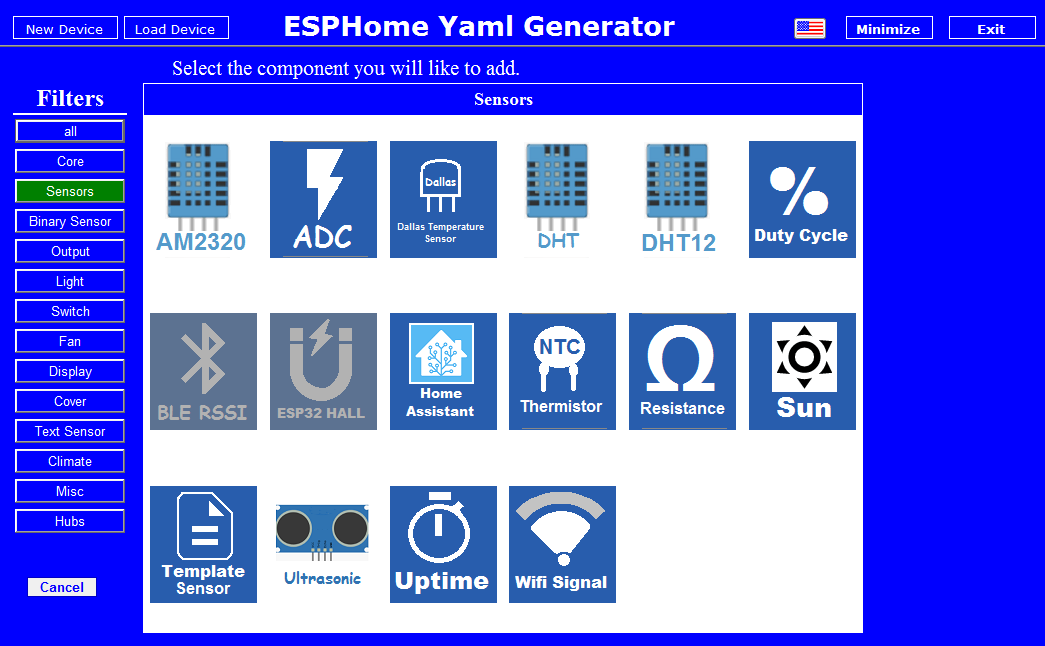 New Device
Load Device
ESPHome Yaml Generator
Minimize
Exit
Select the component you will like to add.
Filters
all
Core
Sensors
Binary Sensor
Output
Light
Switch
Fan
Display
Cover
Text Sensor
Climate
Misc
Hubs
Cancel
Sensors
AM2320
ADC
Dallas
Dallas Temperature
Sensor
DHT
DHT12
%
Duty Cycle
BLE RSSI
ESP32 HALL
Home
Assistant
NTC
Thermistor
Ω
Resistance
Sun
Template
Sensor
Ultrasonic
Uptime
Wifi Signal